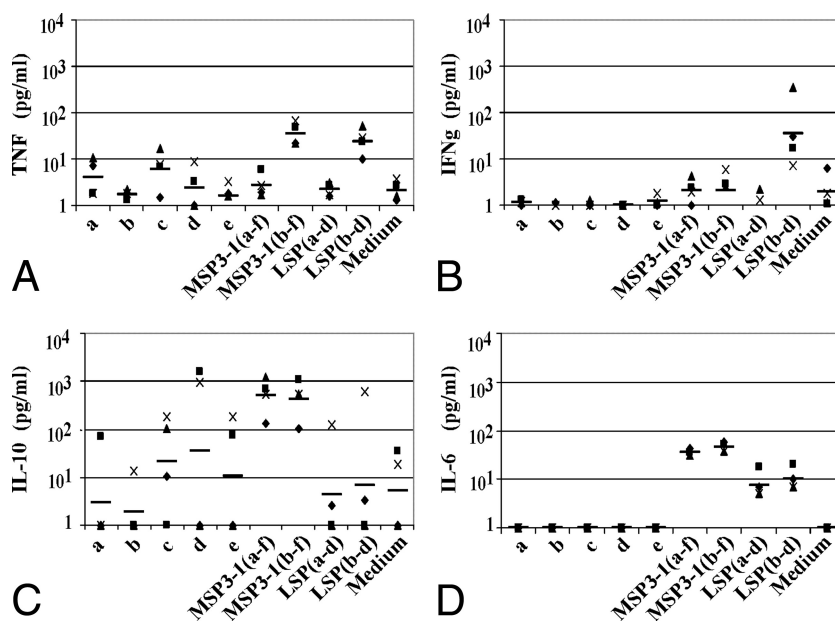 10⁴
10³
10²
10¹
1
TNF (pg/ml)
a b c d e MSP3-1(a-f) MSP3-1(b-f) LSP(a-d) LSP(b-d) Medium
A
10⁴
10³
10²
10¹
1
IFNg (pg/ml)
a b c d e MSP3-1(a-f) MSP3-1(b-f) LSP(a-d) LSP(b-d) Medium
B
10⁴
10³
10²
10¹
1
IL-10 (pg/ml)
a b c d e MSP3-1(a-f) MSP3-1(b-f) LSP(a-d) LSP(b-d) Medium
C
10⁴
10³
10²
10¹
1
IL-6 (pg/ml)
a b c d e MSP3-1(a-f) MSP3-1(b-f) LSP(a-d) LSP(b-d) Medium
D